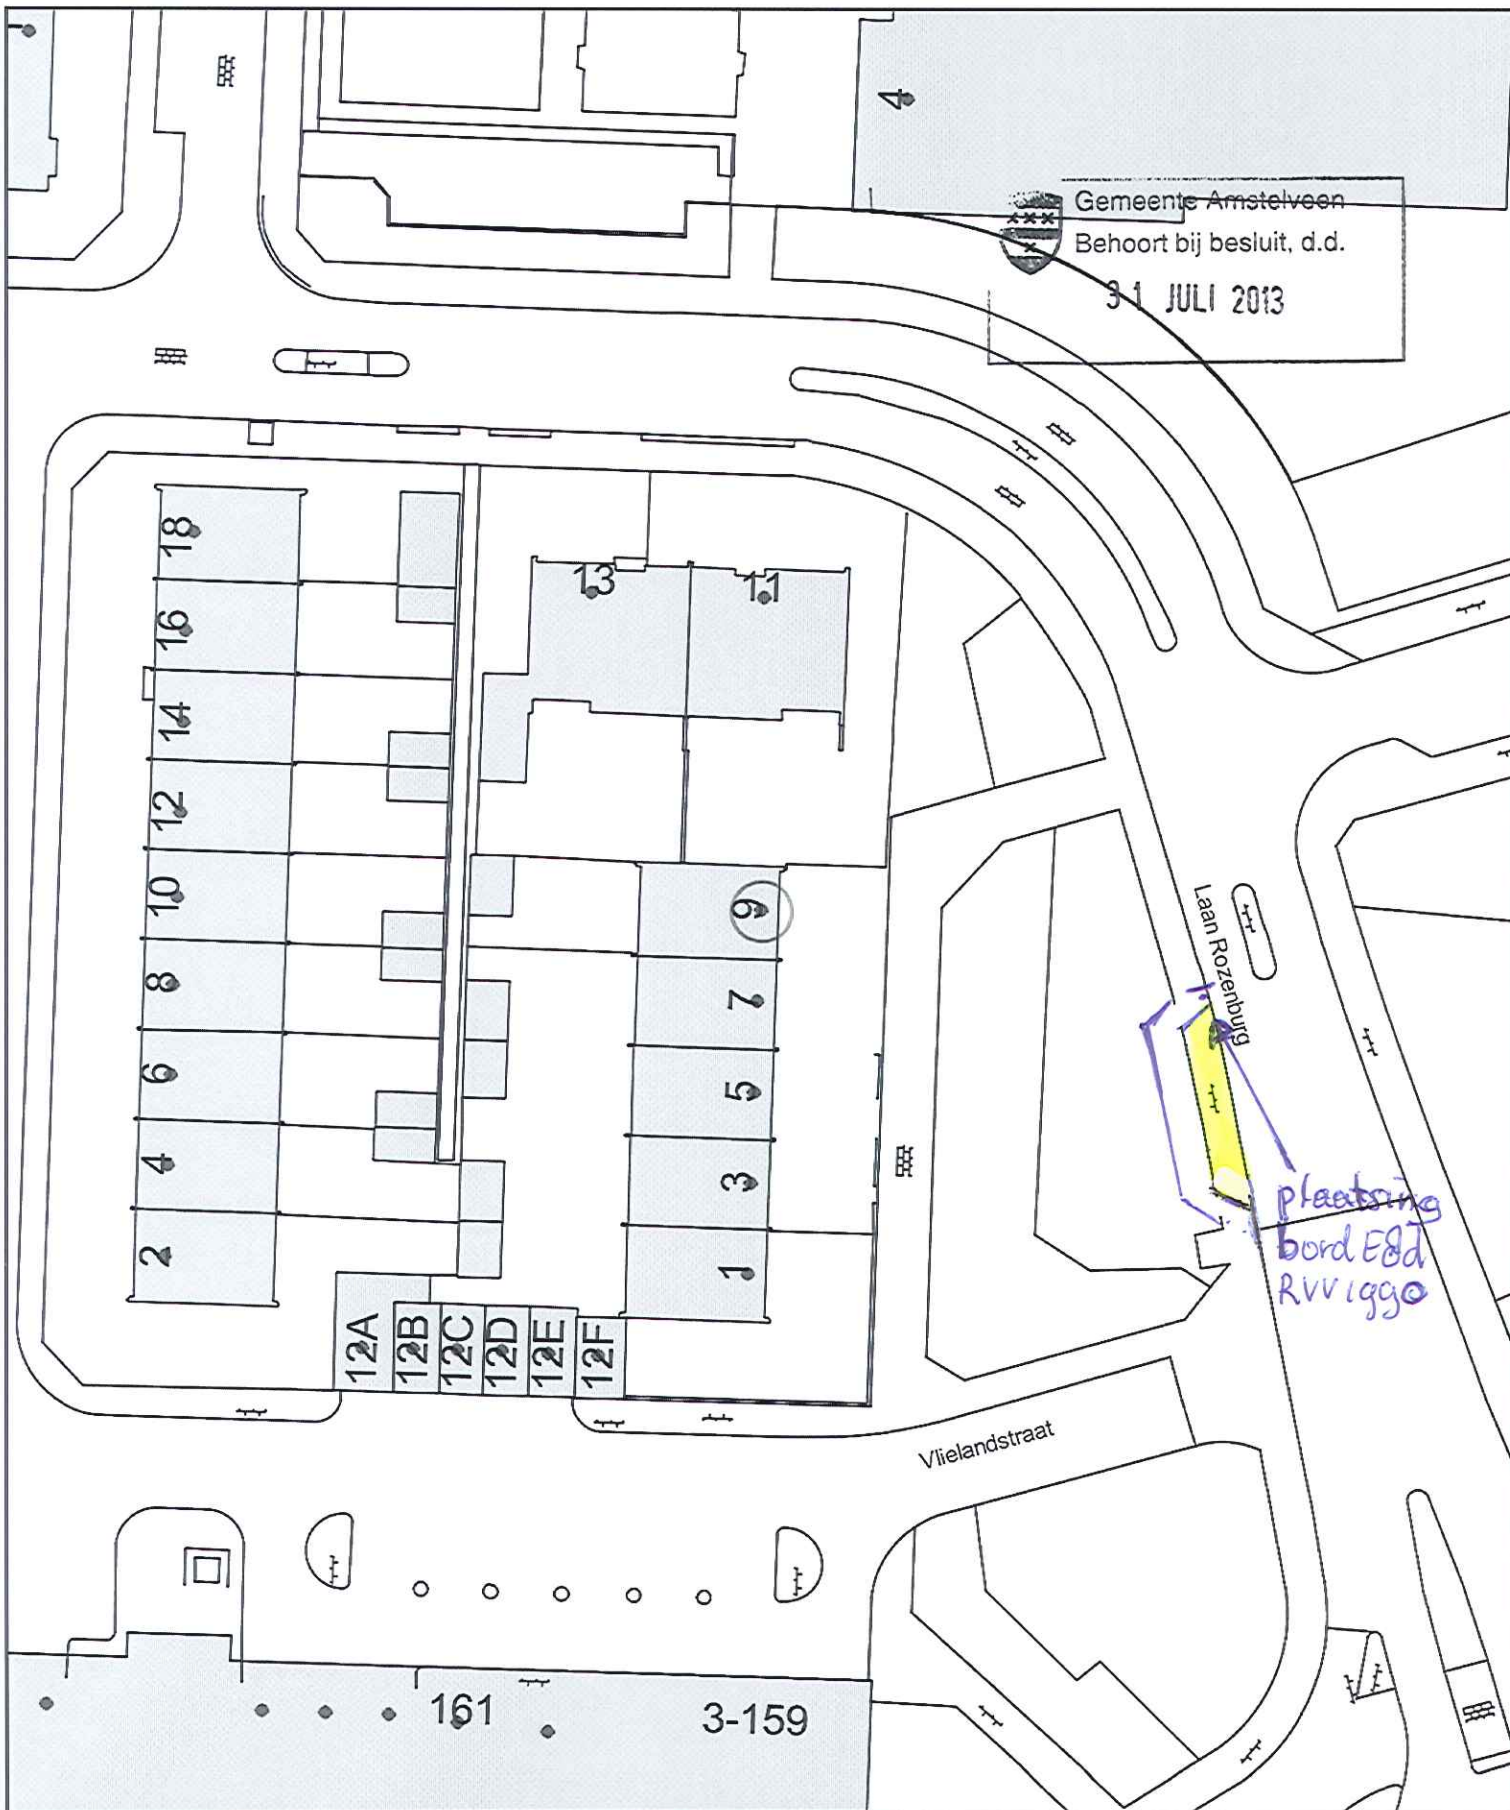 4
Gemeente Amstelveen
Behoort bij besluit, d.d.
31 JULI 2013
18
16
14
12
10
8
6
4
2
13
11
9
7
5
3
1
12A
12B
12C
12D
12E
12F
Laan Rozenburg
plaatsing
bord E8d
RVV 1990
Vlielandstraat
161
3-159